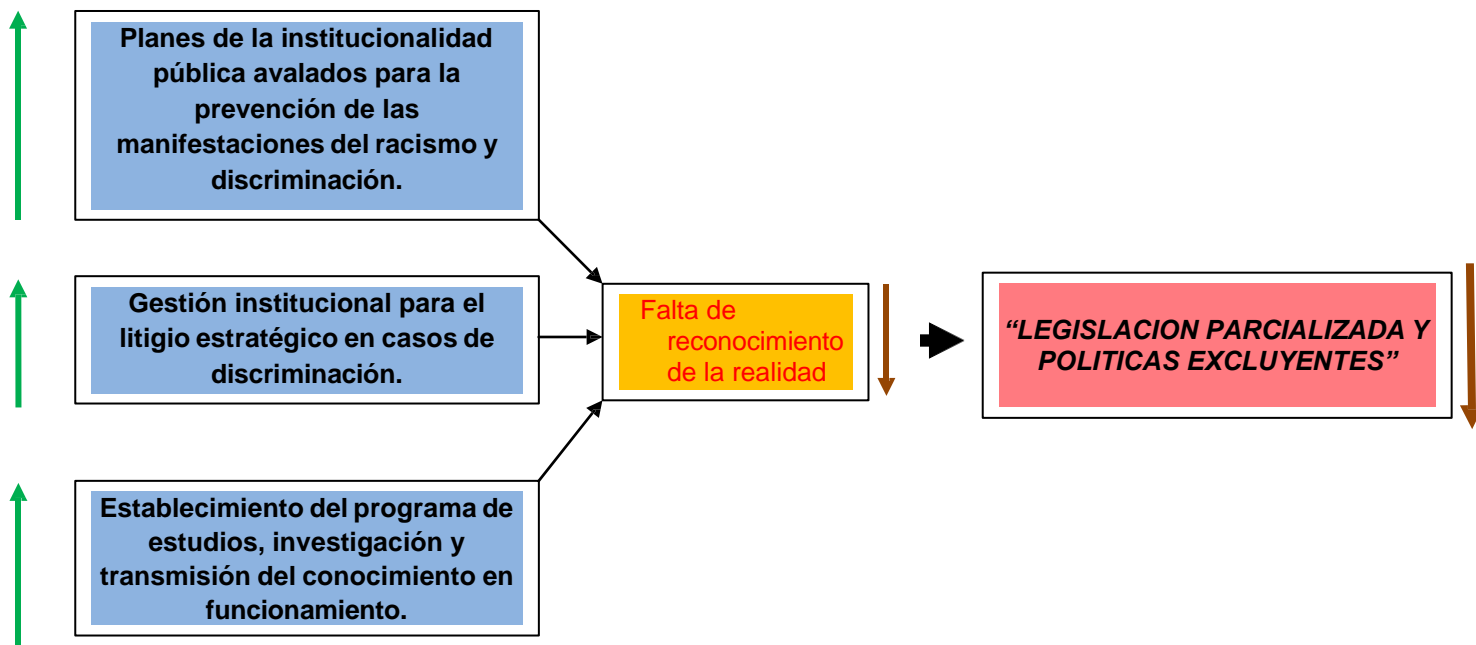 Planes de la institucionalidad
pública avalados para la
prevención de las
manifestaciones del racismo y
discriminación.
Gestión institucional para el
litigio estratégico en casos de
discriminación.
Establecimiento del programa de
estudios, investigación y
transmisión del conocimiento en
funcionamiento.
Falta de
reconocimiento
de la realidad
“LEGISLACION PARCIALIZADA Y
POLITICAS EXCLUYENTES”